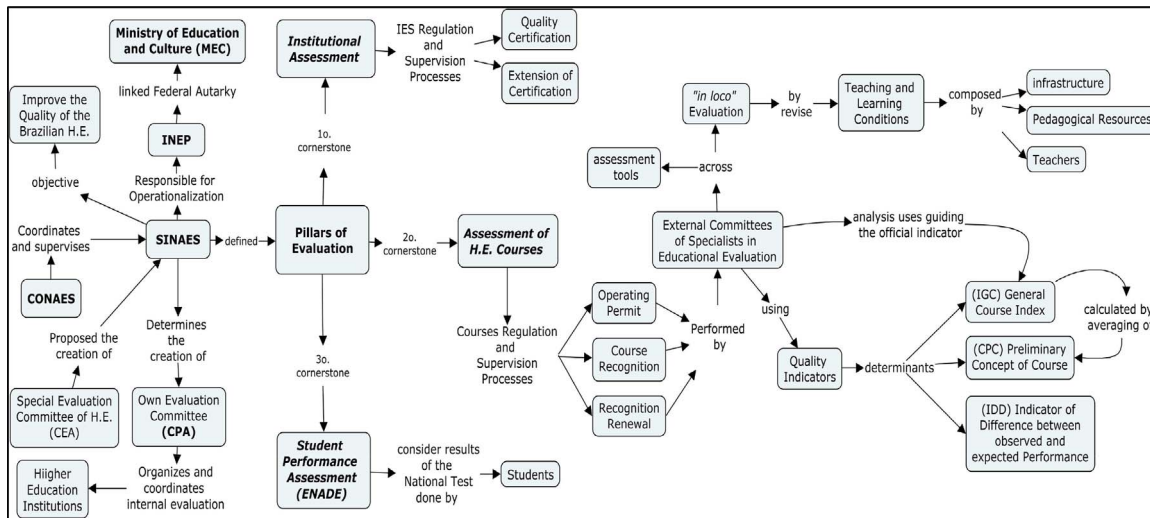 Ministry of Education
and Culture (MEC)
linked Federal Autarky
Improve the
Quality of the
Brazilian H.E.
INEP
objective
Responsible for
Operationalization
Coordinates
and supervises
SINAES
defined
CONAES
Proposed the
creation of
Determines
the
creation of
Special Evaluation
Committee of H.E.
(CEA)
Own Evaluation
Committee
(CPA)
Hiigher
Education
Institutions
Organizes and
coordinates
internal evaluation
Institutional
Assessment
IES Regulation
and
Supervision
Processes
Quality
Certification
Extension of
Certification
1o.
cornerstone
Pillars of
Evaluation
2o.
cornerstone
Assessment of
H.E. Courses
3o.
cornerstone
Courses Regulation
and
Supervision
Processes
Student
Performance
Assessment
(ENADE)
consider results
of the
National Test
done by
Students
Operating
Permit
Course
Recognition
Recognition
Renewal
Performed
by
External Committees
of Specialists in
Educational Evaluation
across
assessment
tools
"in loco"
Evaluation
by
revise
Teaching and
Learning
Conditions
composed
by
infrastructure
Pedagogical Resources
Teachers
analysis uses guiding
the official indicator
using
Quality
Indicators
determinants
(IGC) General
Course Index
calculated by
averaging of
(CPC) Preliminary
Concept of Course
(IDD) Indicator of
Difference between
observed and
expected Performance